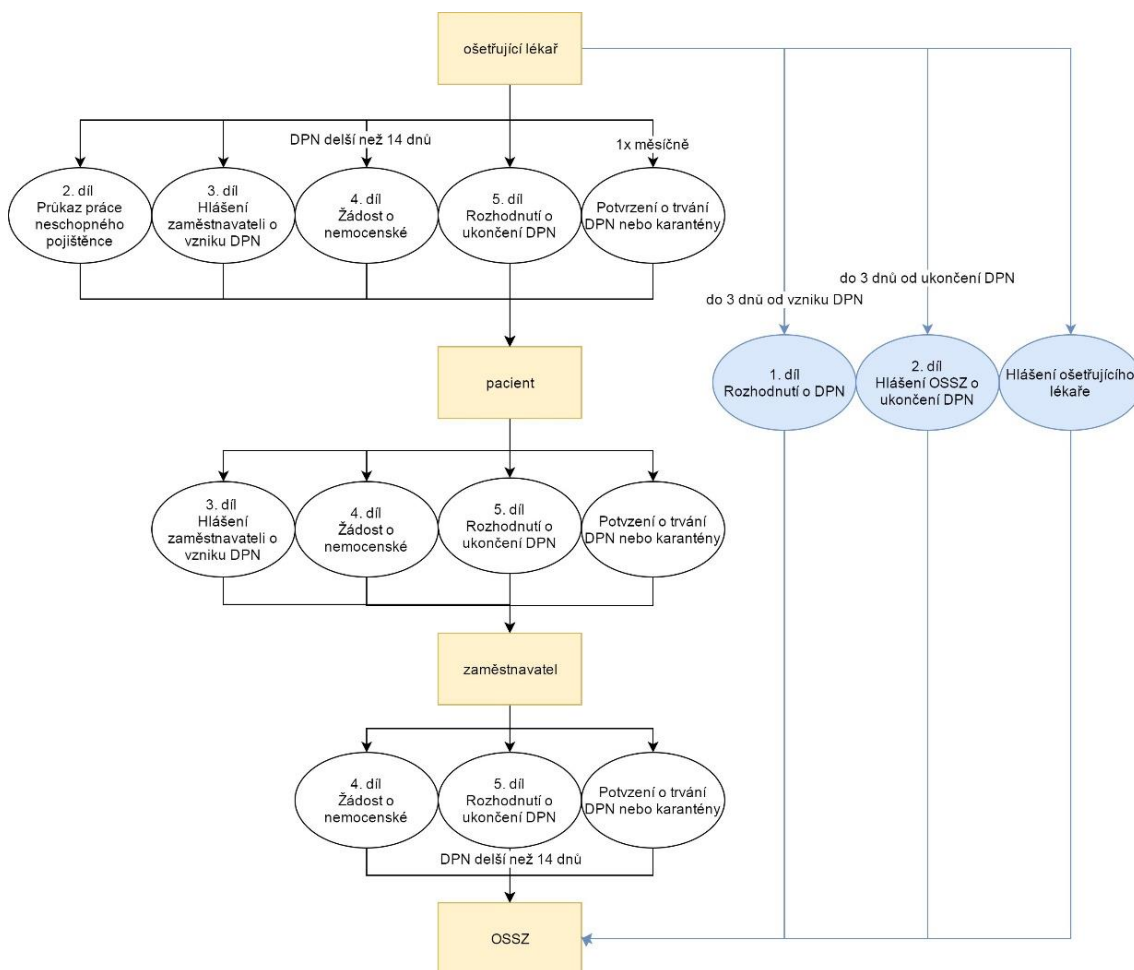 ošetřující lékař
DPN delší než 14 dnů
1x měsíčně
2. díl
Průkaz práce
neschopného
pojištěnce
3. díl
Hlášení
zaměstnavateli o
vzniku DPN
4. díl
Žádost o
nemocenské
5. díl
Rozhodnutí o
ukončení DPN
Potvrzení o trvání
DPN nebo karantény
do 3 dnů od vzniku DPN
do 3 dnů od ukončení DPN
pacient
1. díl
Rozhodnutí o DPN
2. díl
Hlášení OSSZ o
ukončení DPN
Hlášení ošetřujícího
lékaře
3. díl
Hlášení
zaměstnavateli o
vzniku DPN
4. díl
Žádost o
nemocenské
5. díl
Rozhodnutí o
ukončení DPN
Potvzení o trvání
DPN nebo karantény
zaměstnavatel
4. díl
Žádost o
nemocenské
5. díl
Rozhodnutí o
ukončení DPN
Potvzení o trvání
DPN nebo karantény
DPN delší než 14 dnů
OSSZ